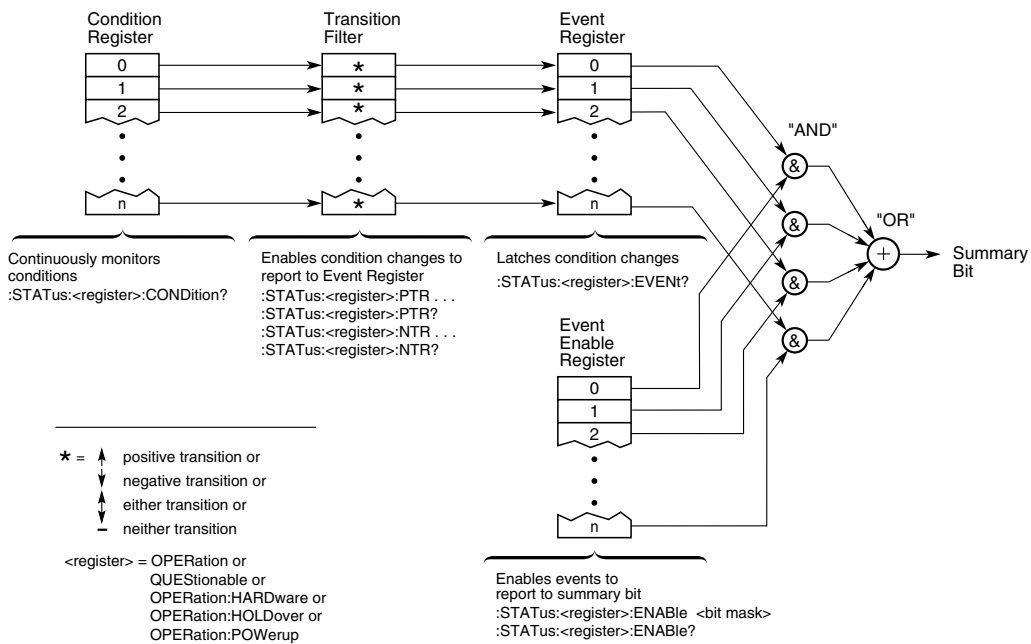 Condition
Register
Transition
Filter
Event
Register
0
1
2
n
*
*
*
*
0
1
2
n
"AND"
&
&
&
&
"OR"
+
Summary
Bit
Continuously monitors
conditions
:STATus:<register>:CONDition?
Enables condition changes to
report to Event Register
:STATus:<register>:PTR . . .
:STATus:<register>:PTR?
:STATus:<register>:NTR . . .
:STATus:<register>:NTR?
Latches condition changes
:STATus:<register>:EVENt?
Event
Enable
Register
0
1
2
n
* = positive transition or
negative transition or
either transition or
neither transition
<register> = OPERation or
QUEStionable or
OPERation:HARDware or
OPERation:HOLDover or
OPERation:POWerup
Enables events to
report to summary bit
:STATus:<register>:ENABle <bit mask>
:STATus:<register>:ENABle?